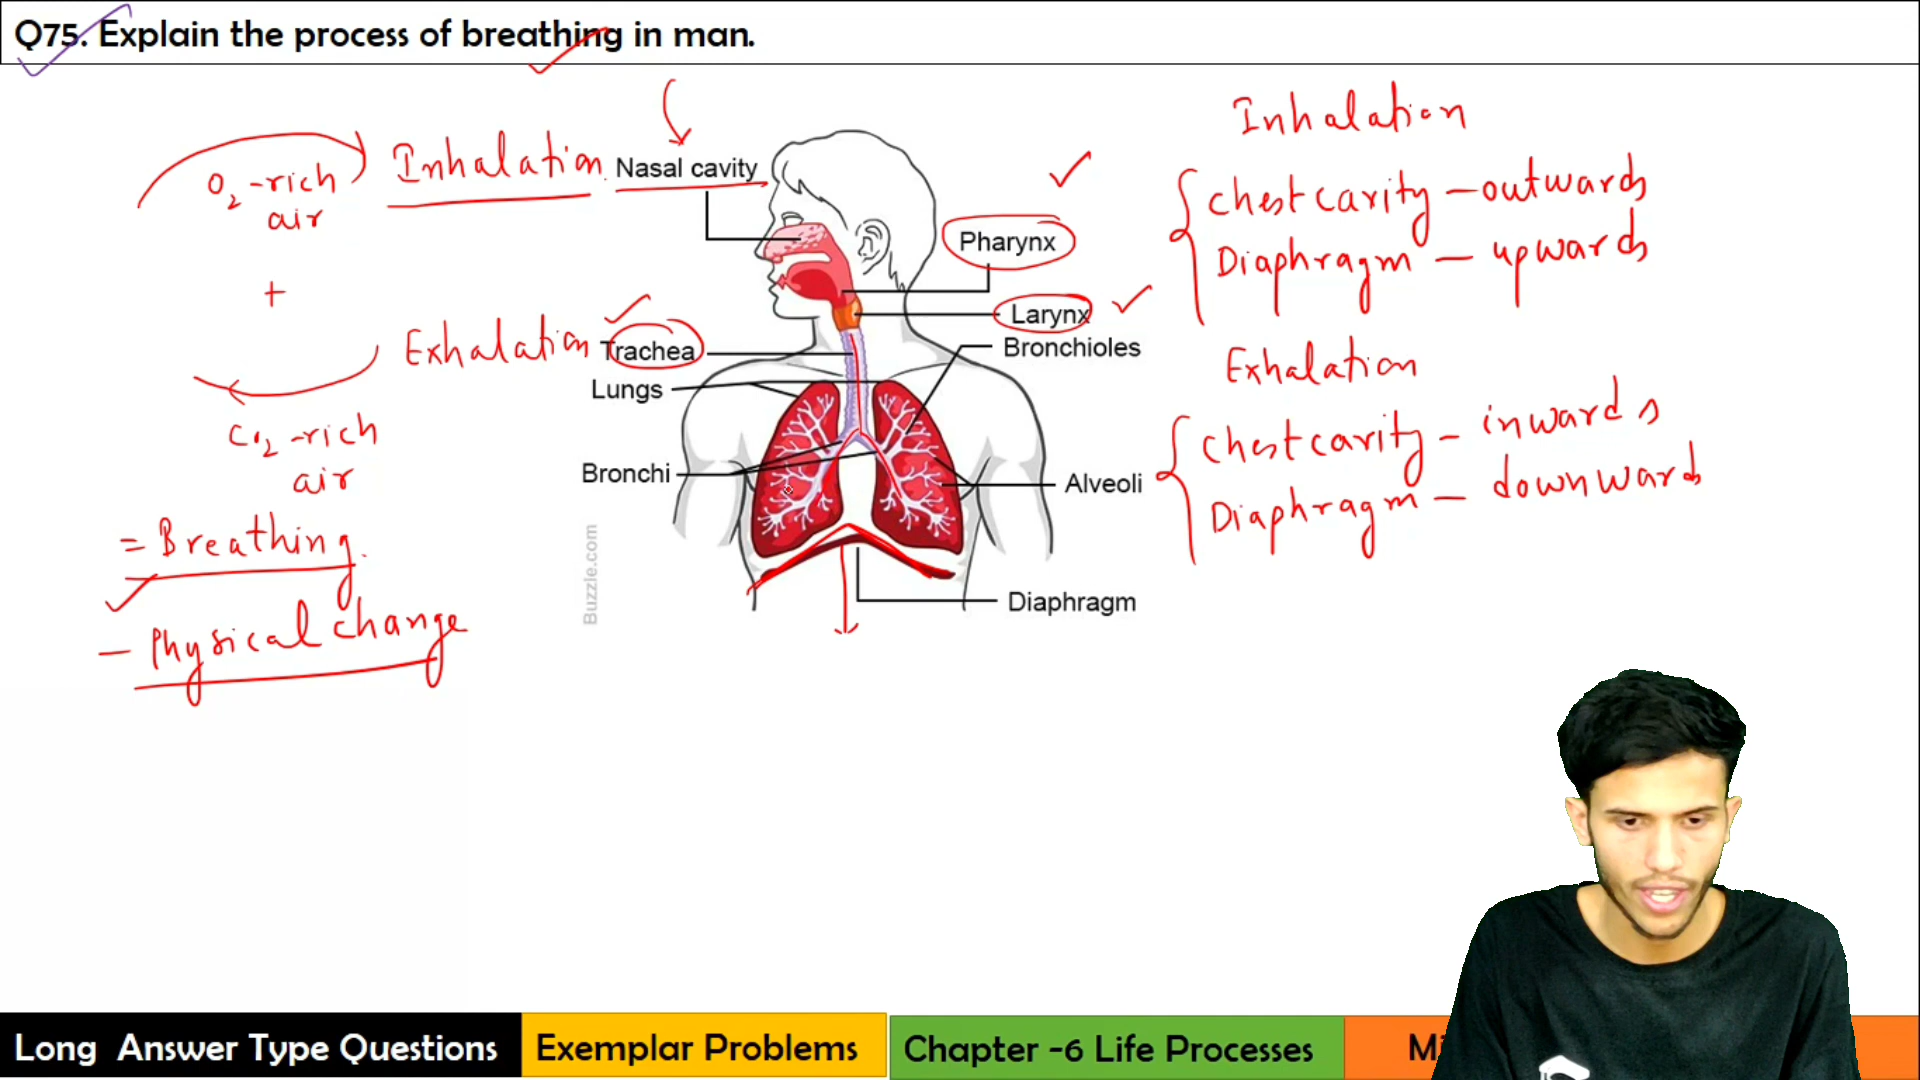 Q75. Explain the process of breathing in man.
O2-rich
air
Inhalation
+
Exhalation
CO2-rich
air
= Breathing
- Physical change
Nasal cavity
Pharynx
Larynx
Trachea
Bronchioles
Lungs
Bronchi
Alveoli
Diaphragm
Buzzle.com
Inhalation
Chest cavity - outwards
Diaphragm - upwards
Exhalation
Chest cavity - inwards
Diaphragm - downward
Long Answer Type Questions
Exemplar Problems
Chapter -6 Life Processes